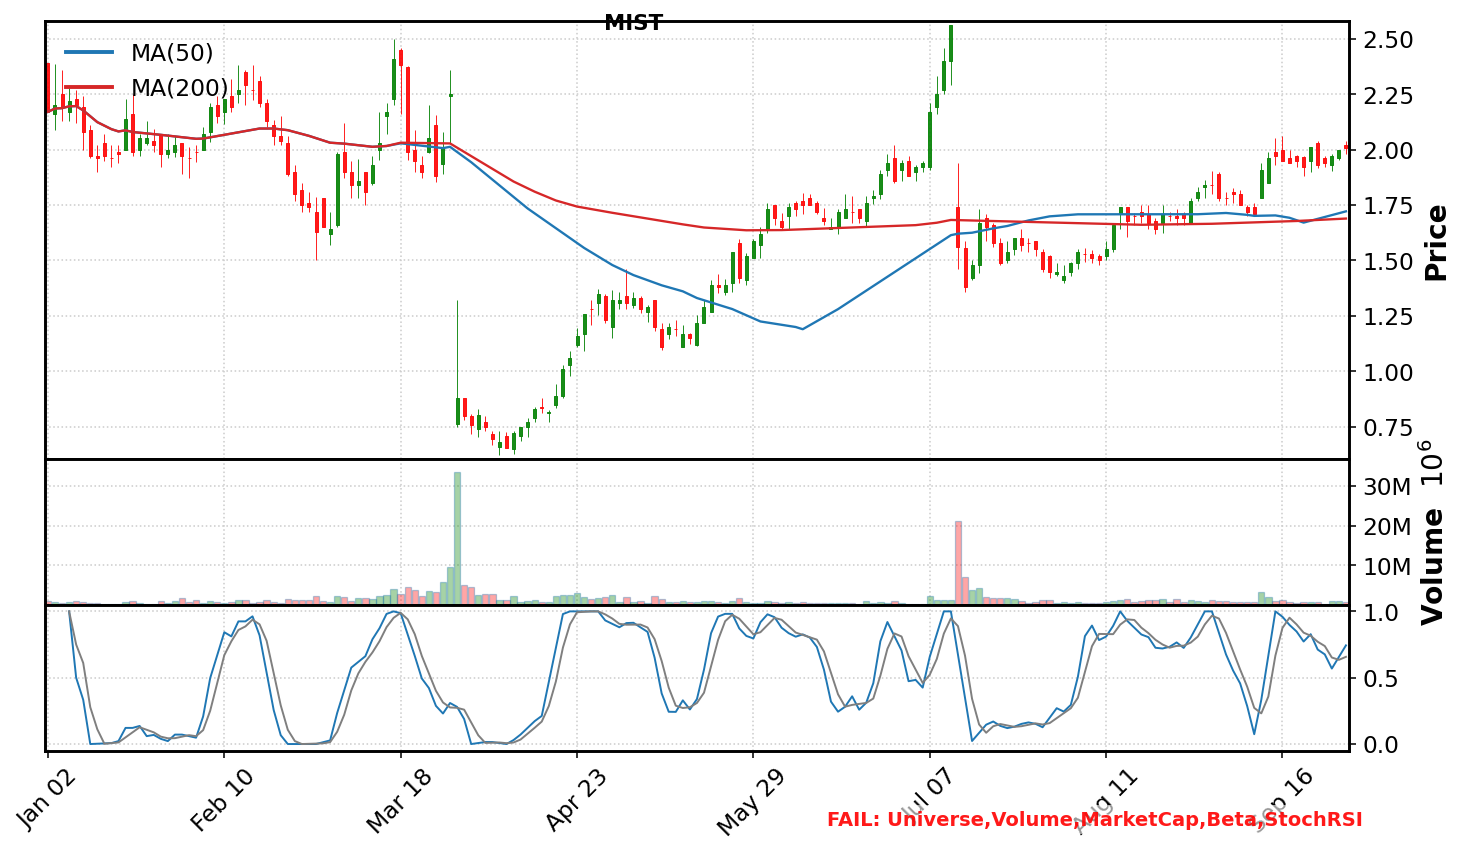 MIST
MA(50)
MA(200)
2.50
2.25
2.00
1.75
1.50
1.25
1.00
0.75
Price
30M
20M
10M
Volume 10⁶
1.0
0.5
0.0
Jan 02
Feb 10
Mar 18
Apr 23
May 29
Jul 07
Aug 11
Sep 16
FAIL: Universe,Volume,MarketCap,Beta,StochRSI